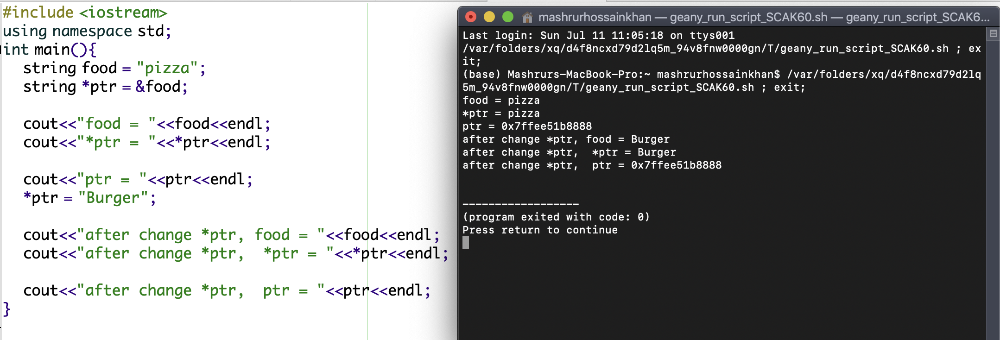 #include <iostream>
using namespace std;
int main(){
string food = "pizza";
string *ptr = &food;
cout<<"food = "<<food<<endl;
cout<<"*ptr = "<<*ptr<<endl;
cout<<"ptr = "<<ptr<<endl;
*ptr = "Burger";
cout<<"after change *ptr, food = "<<food<<endl;
cout<<"after change *ptr,  *ptr = "<<*ptr<<endl;
cout<<"after change *ptr,  ptr = "<<ptr<<endl;
}
mashrurhossainkhan — geany_run_script_SCAK60.sh — geany_run_script_SCAK6...
Last login: Sun Jul 11 11:05:18 on ttys001
/var/folders/xq/d4f8ncxd79d2lq5m_94v8fnw0000gn/T/geany_run_script_SCAK60.sh ; ex
it;
(base) Mashrurs-MacBook-Pro:~ mashrurhossainkhan$ /var/folders/xq/d4f8ncxd79d2lq
5m_94v8fnw0000gn/T/geany_run_script_SCAK60.sh ; exit;
food = pizza
*ptr = pizza
ptr = 0x7ffee51b8888
after change *ptr, food = Burger
after change *ptr,  *ptr = Burger
after change *ptr,  ptr = 0x7ffee51b8888
------------------
(program exited with code: 0)
Press return to continue